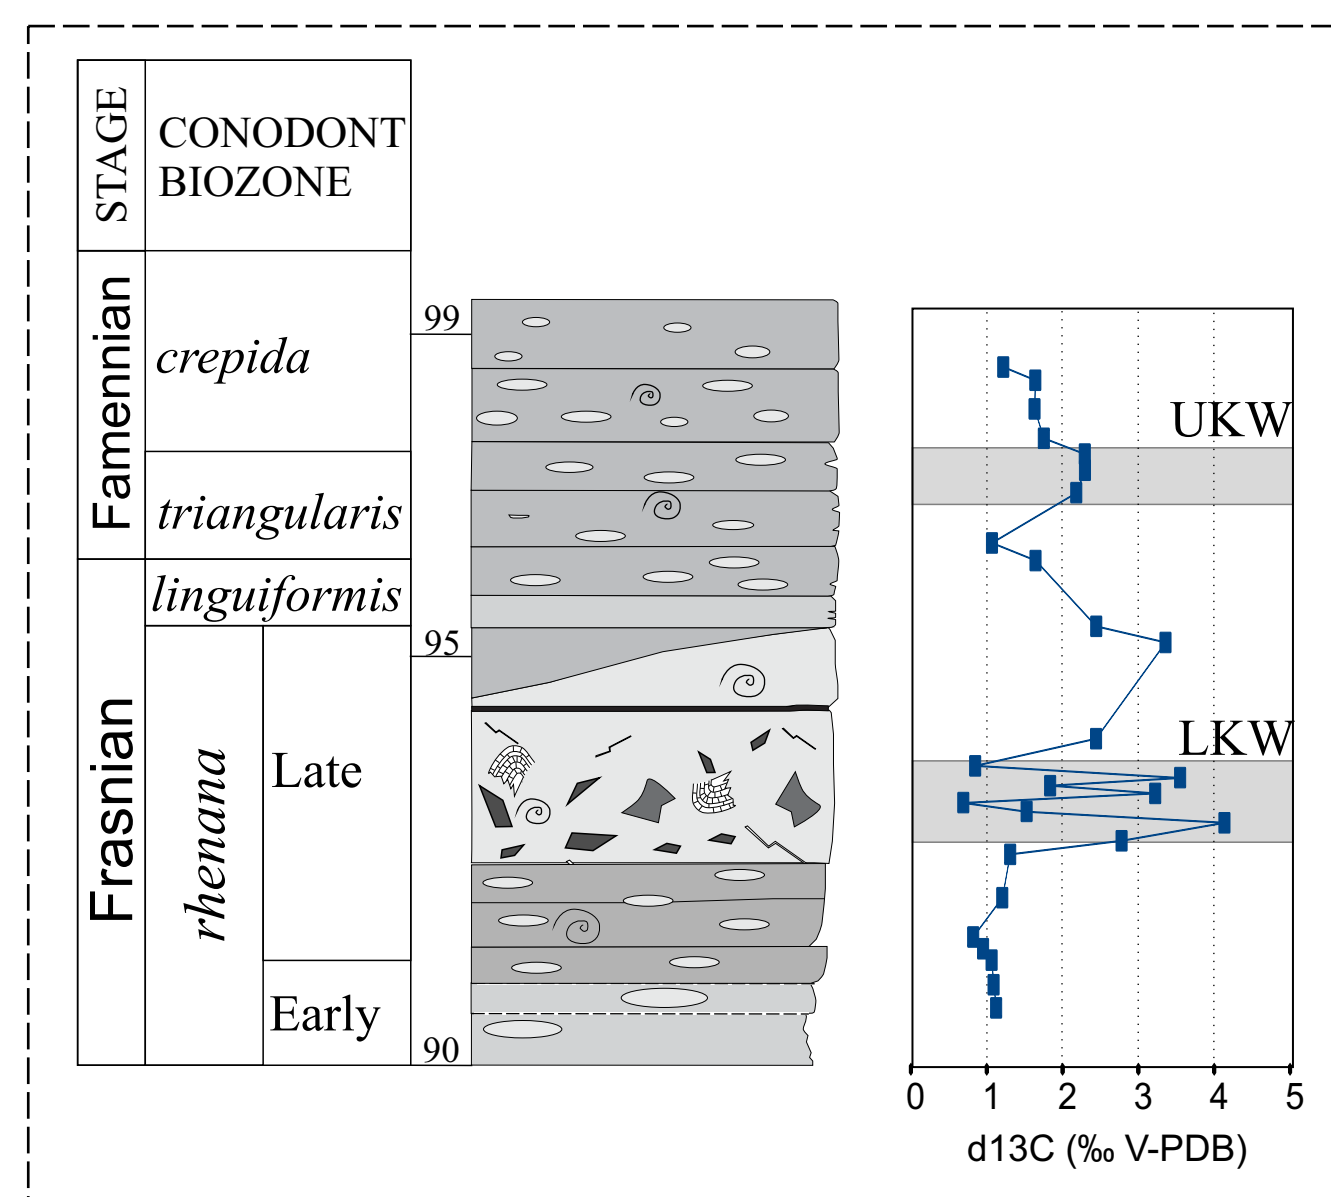 STAGE
CONODONT
BIOZONE
Famennian
crepida
triangularis
Frasnian
linguiformis
rhenana
Late
Early
99
95
90
UKW
LKW
0 1 2 3 4 5
d13C (‰ V-PDB)